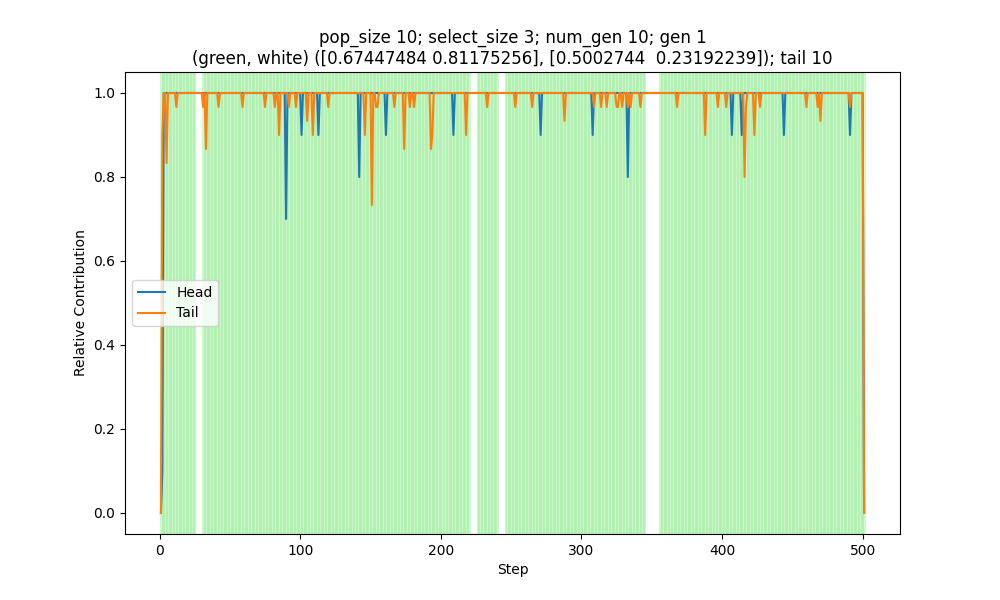 pop_size 10; select_size 3; num_gen 10; gen 1
(green, white) ([0.67447484 0.81175256], [0.5002744  0.23192239]); tail 10
1.0
0.8
0.6
0.4
0.2
0.0
Relative Contribution
Head
Tail
0
100
200
300
400
500
Step